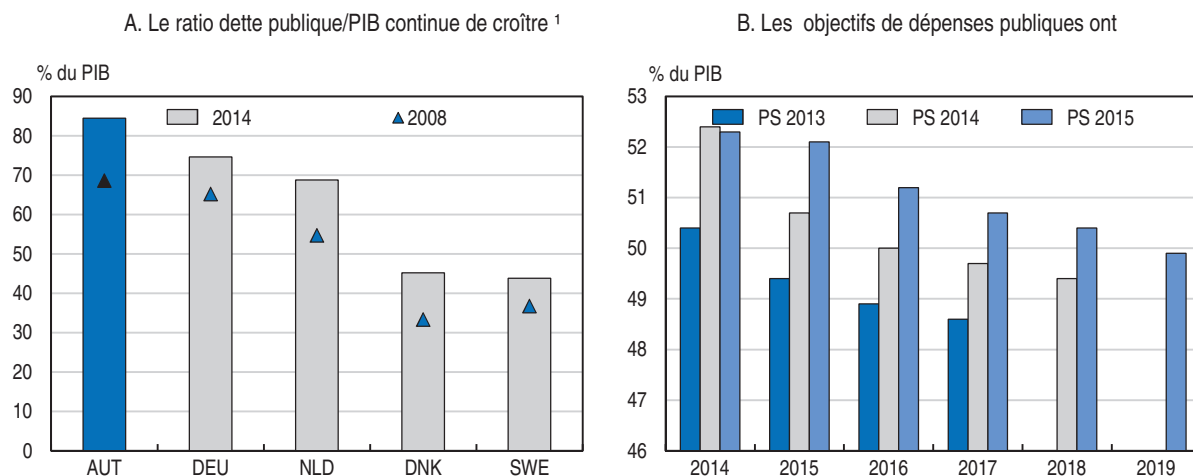 A. Le ratio dette publique/PIB continue de croître ¹
% du PIB
90
80
70
60
50
40
30
20
10
0
2014
2008
AUT DEU NLD DNK SWE
B. Les objectifs de dépenses publiques ont
% du PIB
53
52
51
50
49
48
47
46
PS 2013 PS 2014 PS 2015
2014 2015 2016 2017 2018 2019